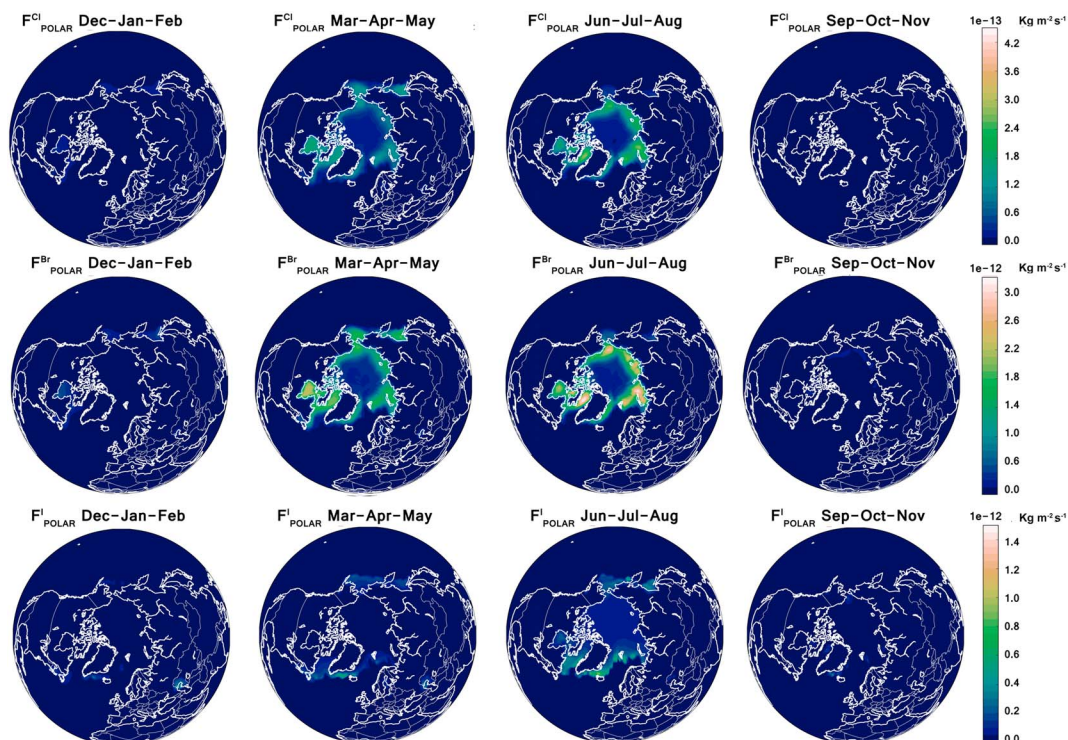 F^Cl_POLAR Dec-Jan-Feb
F^Cl_POLAR Mar-Apr-May
F^Cl_POLAR Jun-Jul-Aug
F^Cl_POLAR Sep-Oct-Nov
1e-13 Kg m⁻² s⁻¹
4.2
3.6
3.0
2.4
1.8
1.2
0.6
0.0
F^Br_POLAR Dec-Jan-Feb
F^Br_POLAR Mar-Apr-May
F^Br_POLAR Jun-Jul-Aug
F^Br_POLAR Sep-Oct-Nov
1e-12 Kg m⁻² s⁻¹
3.0
2.6
2.2
1.8
1.4
1.0
0.6
0.0
F^I_POLAR Dec-Jan-Feb
F^I_POLAR Mar-Apr-May
F^I_POLAR Jun-Jul-Aug
F^I_POLAR Sep-Oct-Nov
1e-12 Kg m⁻² s⁻¹
1.4
1.2
1.0
0.8
0.6
0.4
0.2
0.0